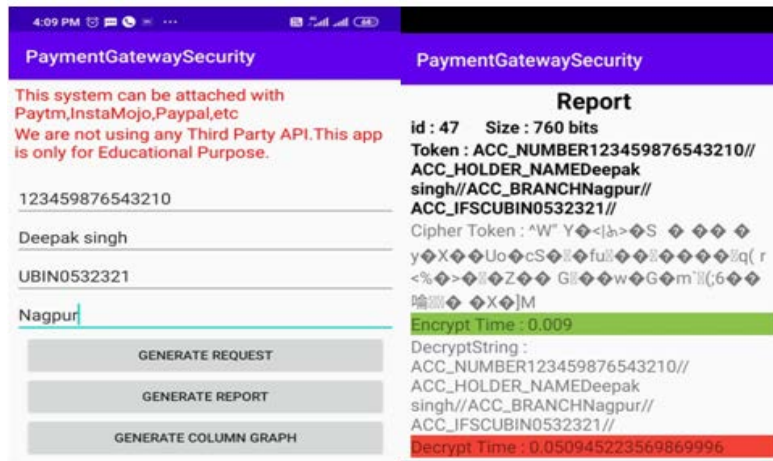 4:09 PM
PaymentGatewaySecurity
This system can be attached with
Paytm,InstaMojo,Paypal,etc
We are not using any Third Party API.This app
is only for Educational Purpose.
123459876543210
Deepak singh
UBIN0532321
Nagpur
GENERATE REQUEST
GENERATE REPORT
GENERATE COLUMN GRAPH
PaymentGatewaySecurity
Report
id : 47 Size : 760 bits
Token : ACC_NUMBER123459876543210//
ACC_HOLDER_NAMEDeepak
singh//ACC_BRANCHNagpur//
ACC_IFSCUBIN0532321//
Cipher Token :
Encrypt Time : 0.009
DecryptString :
ACC_NUMBER123459876543210//
ACC_HOLDER_NAMEDeepak
singh//ACC_BRANCHNagpur//
ACC_IFSCUBIN0532321//
Decrypt Time : 0.050945223569869996